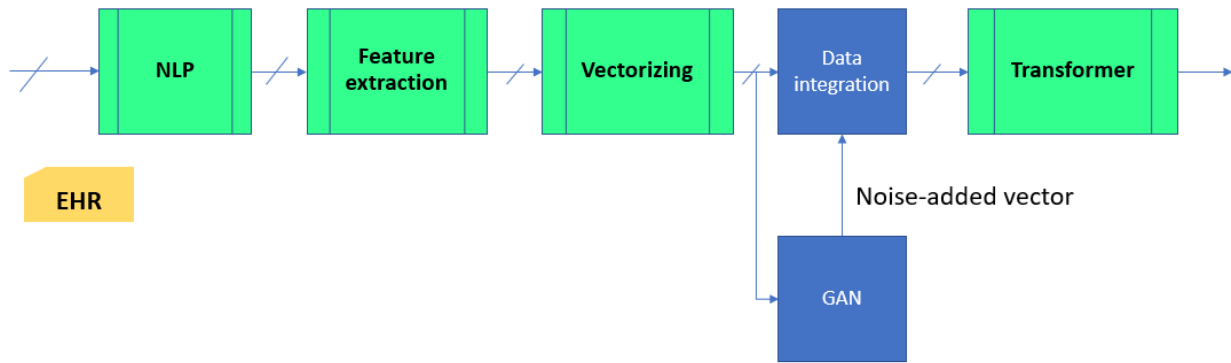 NLP
Feature
extraction
Vectorizing
Data
integration
Transformer
EHR
Noise-added vector
GAN